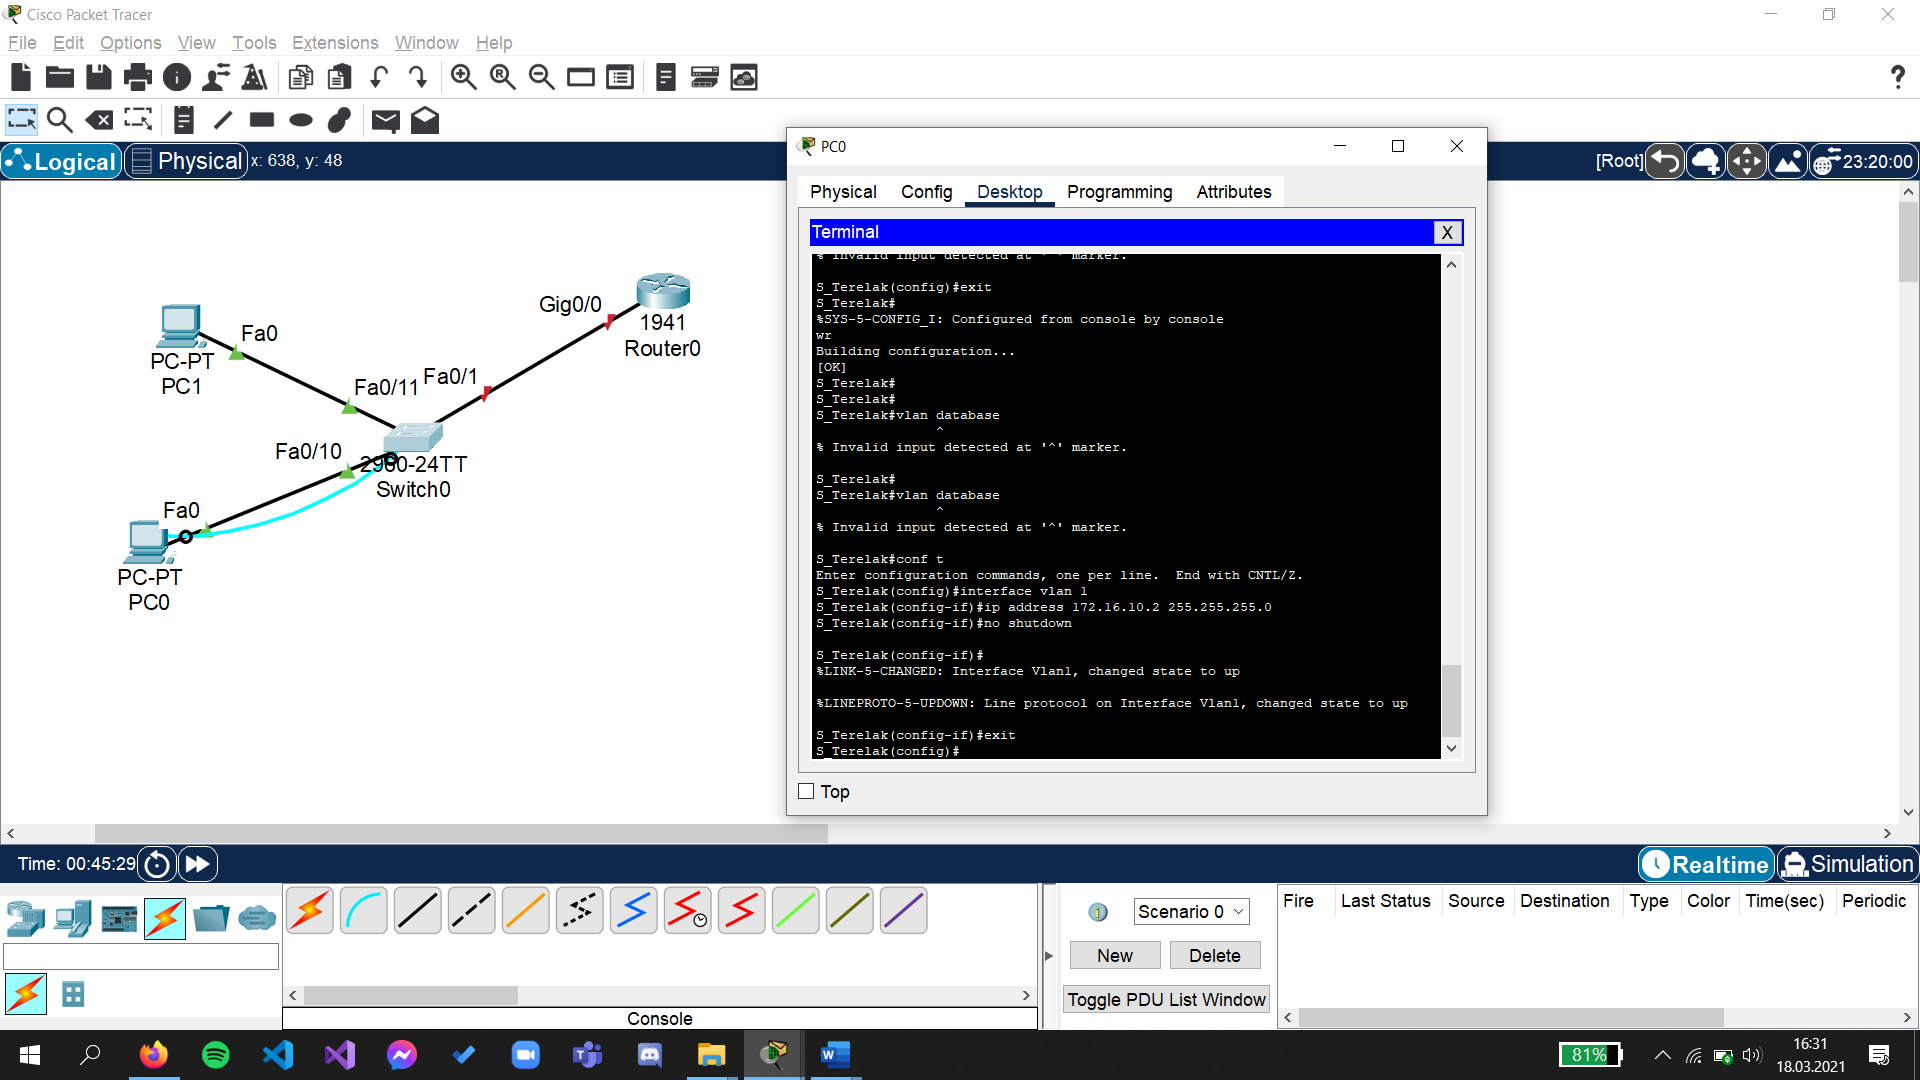 Cisco Packet Tracer
File Edit Options View Tools Extensions Window Help
Logical Physical x: 638, y: 48
[Root] 23:20:00
PC0
Physical Config Desktop Programming Attributes
Terminal X
% Invalid input detected at '^' marker.
S_Terelak(config)#exit
S_Terelak#
%SYS-5-CONFIG_I: Configured from console by console
wr
Building configuration...
[OK]
S_Terelak#
S_Terelak#
S_Terelak#vlan database
^
% Invalid input detected at '^' marker.
S_Terelak#
S_Terelak#vlan database
^
% Invalid input detected at '^' marker.
S_Terelak#conf t
Enter configuration commands, one per line.  End with CNTL/Z.
S_Terelak(config)#interface vlan 1
S_Terelak(config-if)#ip address 172.16.10.2 255.255.255.0
S_Terelak(config-if)#no shutdown
S_Terelak(config-if)#
%LINK-5-CHANGED: Interface Vlan1, changed state to up
%LINEPROTO-5-UPDOWN: Line protocol on Interface Vlan1, changed state to up
S_Terelak(config-if)#exit
S_Terelak(config)#
Top
Gig0/0
1941
Router0
Fa0
PC-PT
PC1
Fa0/11
Fa0/1
Fa0/10
2960-24TT
Switch0
Fa0
PC-PT
PC0
Time: 00:45:29
Realtime Simulation
Scenario 0
New Delete
Toggle PDU List Window
Fire Last Status Source Destination Type Color Time(sec) Periodic
Console
81%
16:31
18.03.2021